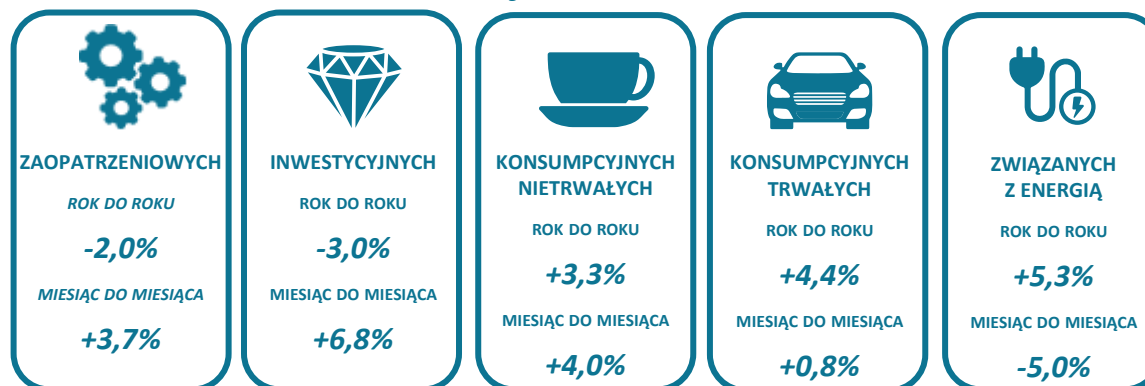 ZAOPATRZENIOWYCH
ROK DO ROKU
-2,0%
MIESIĄC DO MIESIĄCA
+3,7%
INWESTYCYJNYCH
ROK DO ROKU
-3,0%
MIESIĄC DO MIESIĄCA
+6,8%
KONSUMPCYJNYCH
NIETRWAŁYCH
ROK DO ROKU
+3,3%
MIESIĄC DO MIESIĄCA
+4,0%
KONSUMPCYJNYCH
TRWAŁYCH
ROK DO ROKU
+4,4%
MIESIĄC DO MIESIĄCA
+0,8%
ZWIĄZANYCH
Z ENERGIĄ
ROK DO ROKU
+5,3%
MIESIĄC DO MIESIĄCA
-5,0%